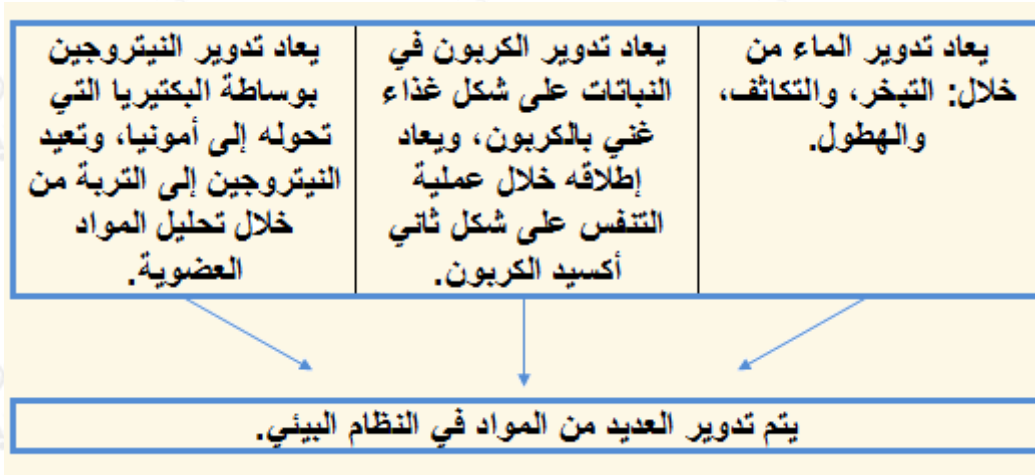 يعاد تدوير الماء من
خلال: التبخر، والتكاثف،
والهطول.
يعاد تدوير الكربون في
النباتات على شكل غذاء
غني بالكربون، ويعاد
إطلاقه خلال عملية
التنفس على شكل ثاني
أكسيد الكربون.
يعاد تدوير النيتروجين
بوساطة البكتيريا التي
تحوله إلى أمونيا، وتعيد
النيتروجين إلى التربة من
خلال تحليل المواد
العضوية.
يتم تدوير العديد من المواد في النظام البيئي.